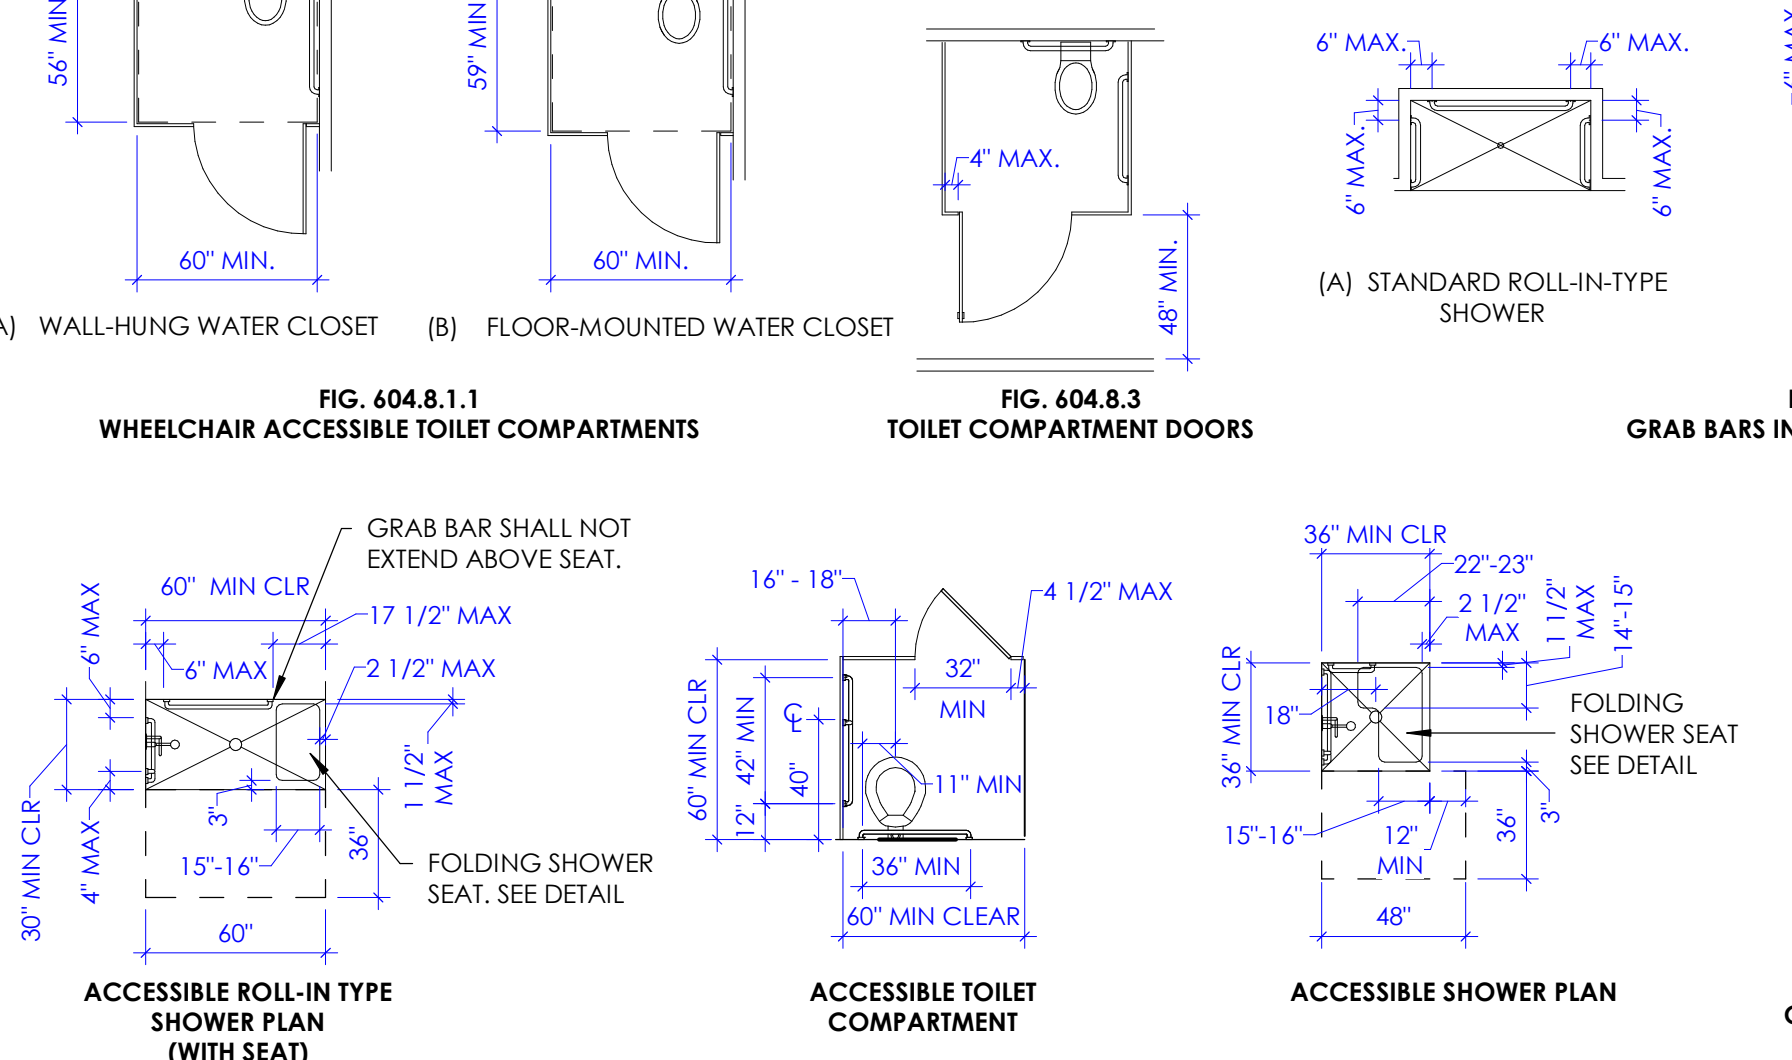 56" MIN
59" MIN
60" MIN.
60" MIN.
WALL-HUNG WATER CLOSET
(B) FLOOR-MOUNTED WATER CLOSET
FIG. 604.8.1.1
WHEELCHAIR ACCESSIBLE TOILET COMPARTMENTS
4" MAX.
48" MIN.
FIG. 604.8.3
TOILET COMPARTMENT DOORS
6" MAX.
6" MAX.
6" MAX.
6" MAX.
(A) STANDARD ROLL-IN-TYPE
SHOWER
GRAB BARS IN
GRAB BAR SHALL NOT
EXTEND ABOVE SEAT.
60" MIN CLR
17 1/2" MAX
6" MAX
6" MAX
2 1/2" MAX
1 1/2"
MAX
30" MIN CLR
4" MAX
3"
15"-16"
36"
FOLDING SHOWER
SEAT. SEE DETAIL
60"
ACCESSIBLE ROLL-IN TYPE
SHOWER PLAN
(WITH SEAT)
16" - 18"
4 1/2" MAX
32"
MIN
60" MIN CLR
42" MIN
12"
40"
11" MIN
36" MIN
60" MIN CLEAR
ACCESSIBLE TOILET
COMPARTMENT
36" MIN CLR
22"-23"
2 1/2"
MAX
1 1/2"
MAX
14"-15"
36" MIN CLR
18"
FOLDING
SHOWER SEAT
SEE DETAIL
15"-16"
12"
MIN
36"
3"
48"
ACCESSIBLE SHOWER PLAN